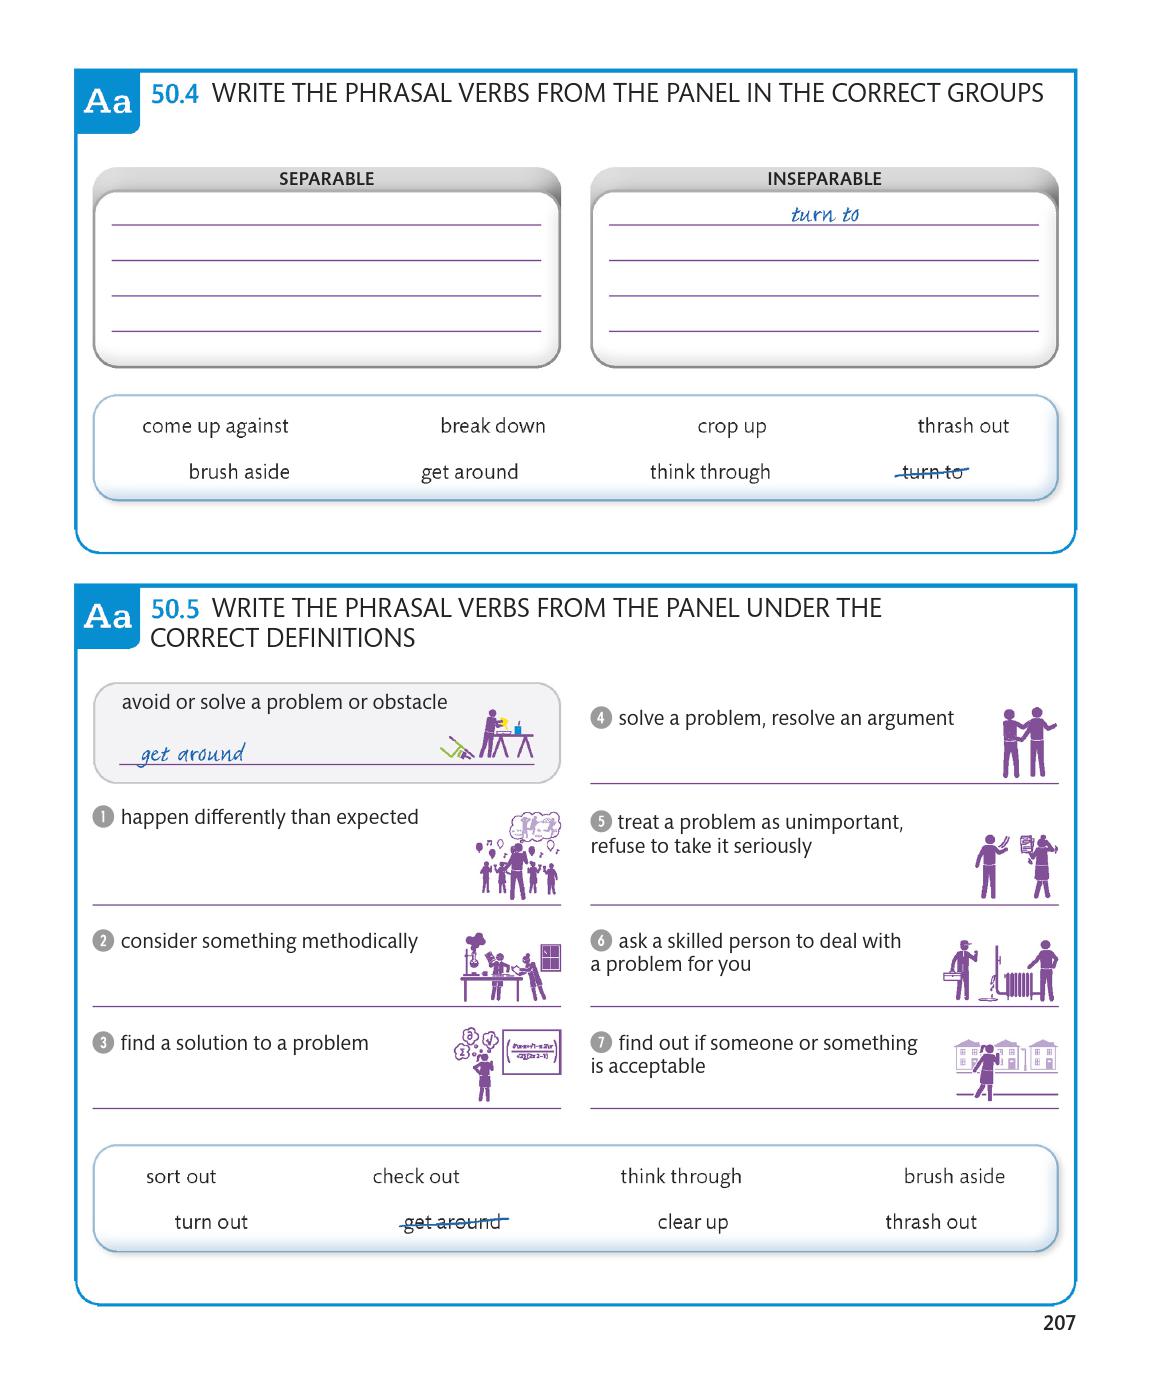 Aa 50.4 WRITE THE PHRASAL VERBS FROM THE PANEL IN THE CORRECT GROUPS
SEPARABLE
INSEPARABLE
turn to
come up against break down crop up thrash out
brush aside get around think through turn to
Aa 50.5 WRITE THE PHRASAL VERBS FROM THE PANEL UNDER THE
CORRECT DEFINITIONS
avoid or solve a problem or obstacle
get around
1 happen differently than expected
2 consider something methodically
3 find a solution to a problem
4 solve a problem, resolve an argument
5 treat a problem as unimportant,
refuse to take it seriously
6 ask a skilled person to deal with
a problem for you
7 find out if someone or something
is acceptable
sort out check out think through brush aside
turn out get around clear up thrash out
207